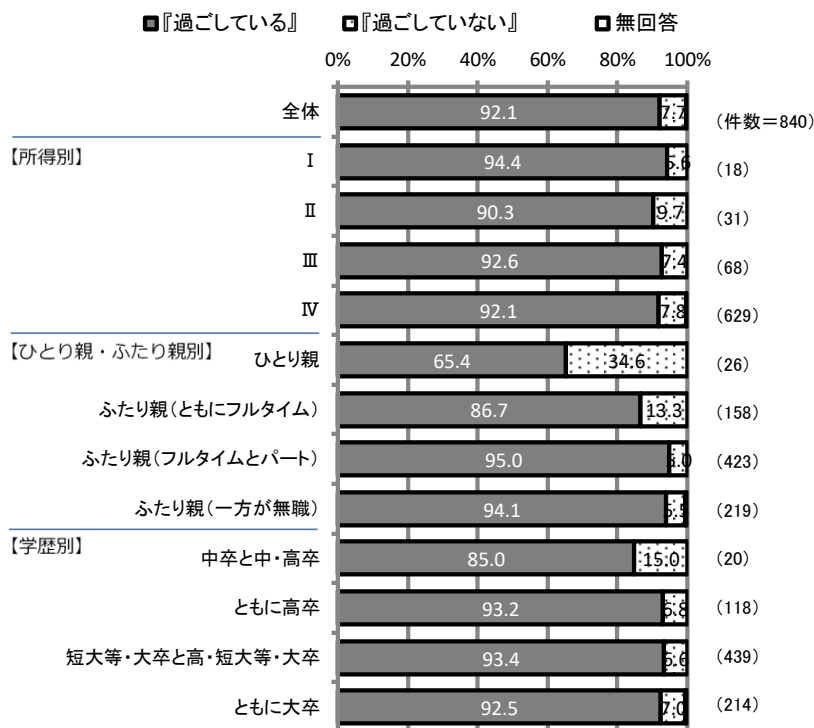 『過ごしている』 『過ごしていない』 無回答
0% 20% 40% 60% 80% 100%
全体 92.1 7.7 (件数=840)
【所得別】 Ⅰ 94.4 5.6 (18)
Ⅱ 90.3 9.7 (31)
Ⅲ 92.6 7.4 (68)
Ⅳ 92.1 7.8 (629)
【ひとり親・ふたり親別】 ひとり親 65.4 34.6 (26)
ふたり親(ともにフルタイム) 86.7 13.3 (158)
ふたり親(フルタイムとパート) 95.0 5.0 (423)
ふたり親(一方が無職) 94.1 5.5 (219)
【学歴別】 中卒と中・高卒 85.0 15.0 (20)
ともに高卒 93.2 6.8 (118)
短大等・大卒と高・短大等・大卒 93.4 6.6 (439)
ともに大卒 92.5 7.0 (214)